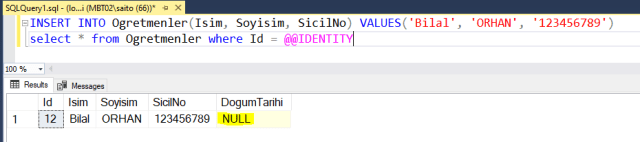 SQLQuery1.sql - (lo...i (MBT02\saito (66))*
INSERT INTO Ogretmenler(Isim, Soyisim, SicilNo) VALUES('Bilal', 'ORHAN', '123456789')
select * from Ogretmenler where Id = @@IDENTITY
100 %
Results Messages
Id Isim Soyisim SicilNo DogumTarihi
1 12 Bilal ORHAN 123456789 NULL